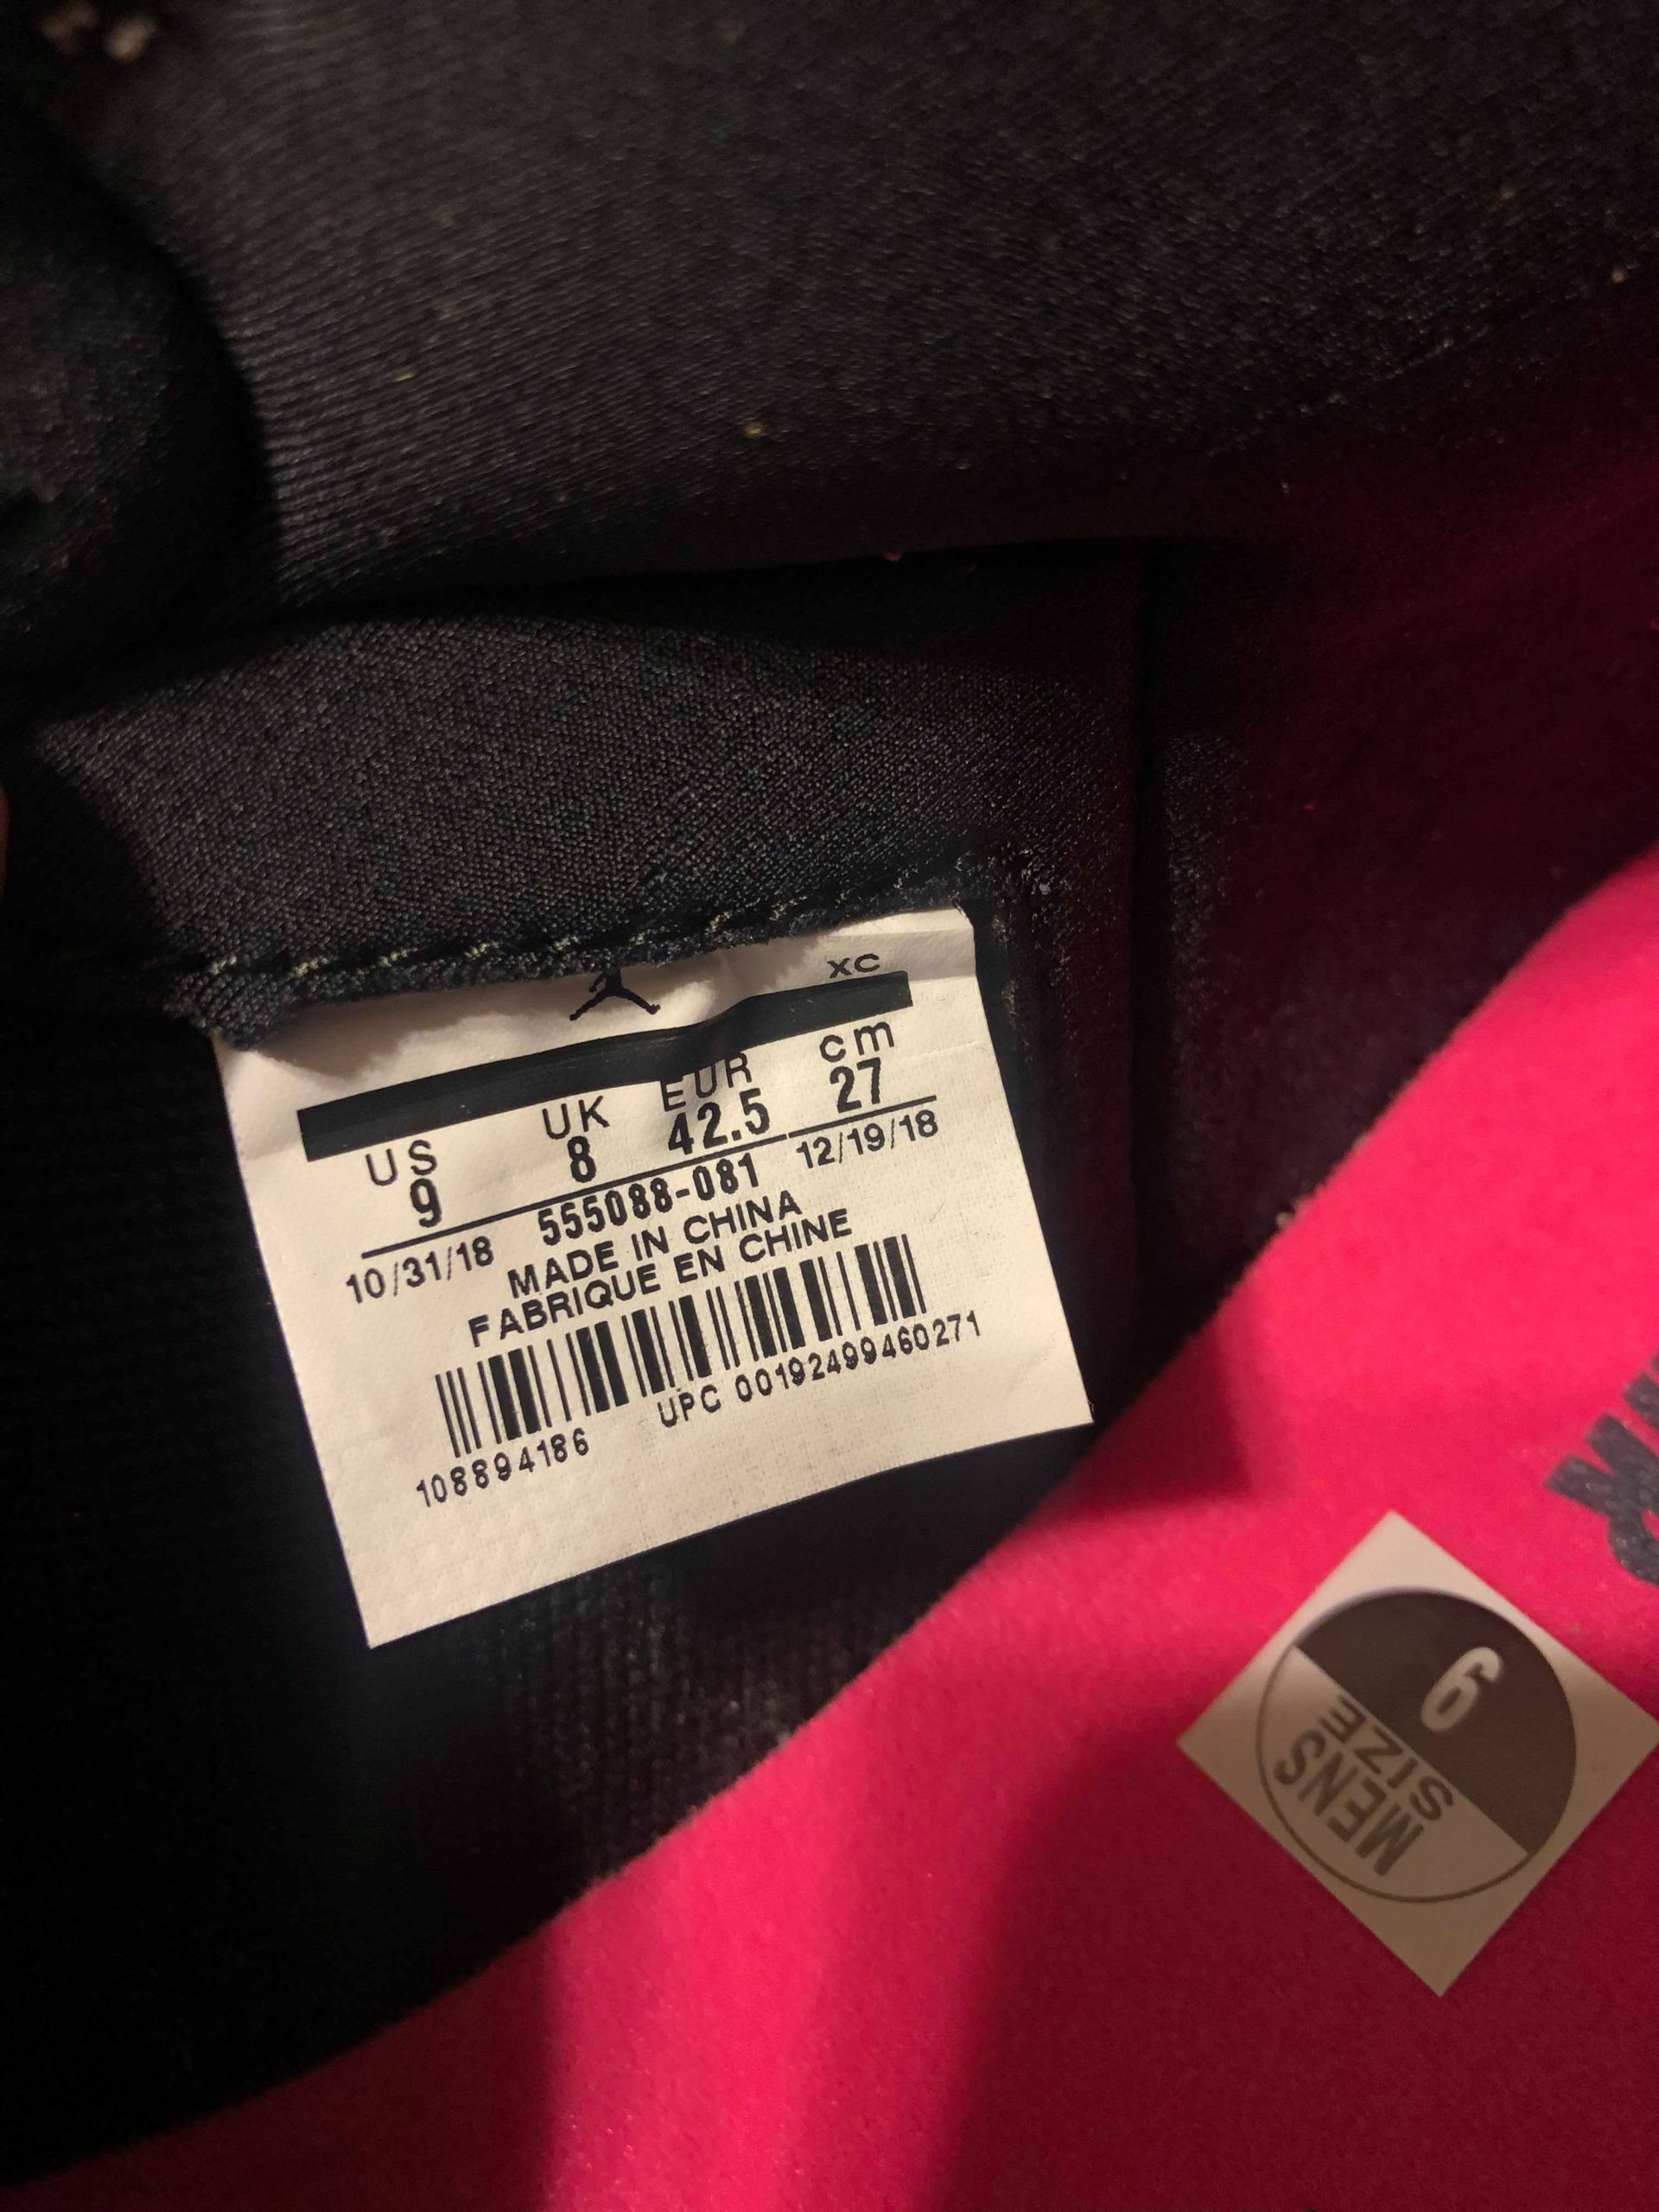 XC
US UK EUR cm
9 8 42.5 27
10/31/18 555088-081 12/19/18
MADE IN CHINA
FABRIQUE EN CHINE
108894186 UPC 00192499460271
9
SIZE
MENS